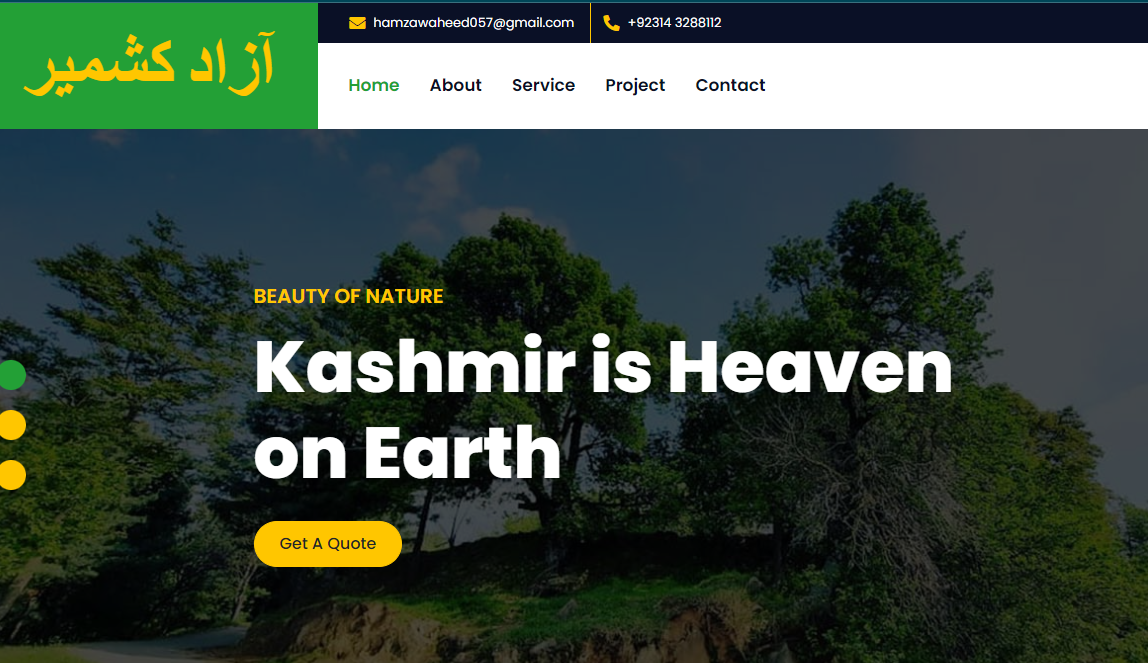 آزاد کشمیر
hamzawaheed057@gmail.com
+92314 3288112
Home About Service Project Contact
BEAUTY OF NATURE
Kashmir is Heaven
on Earth
Get A Quote